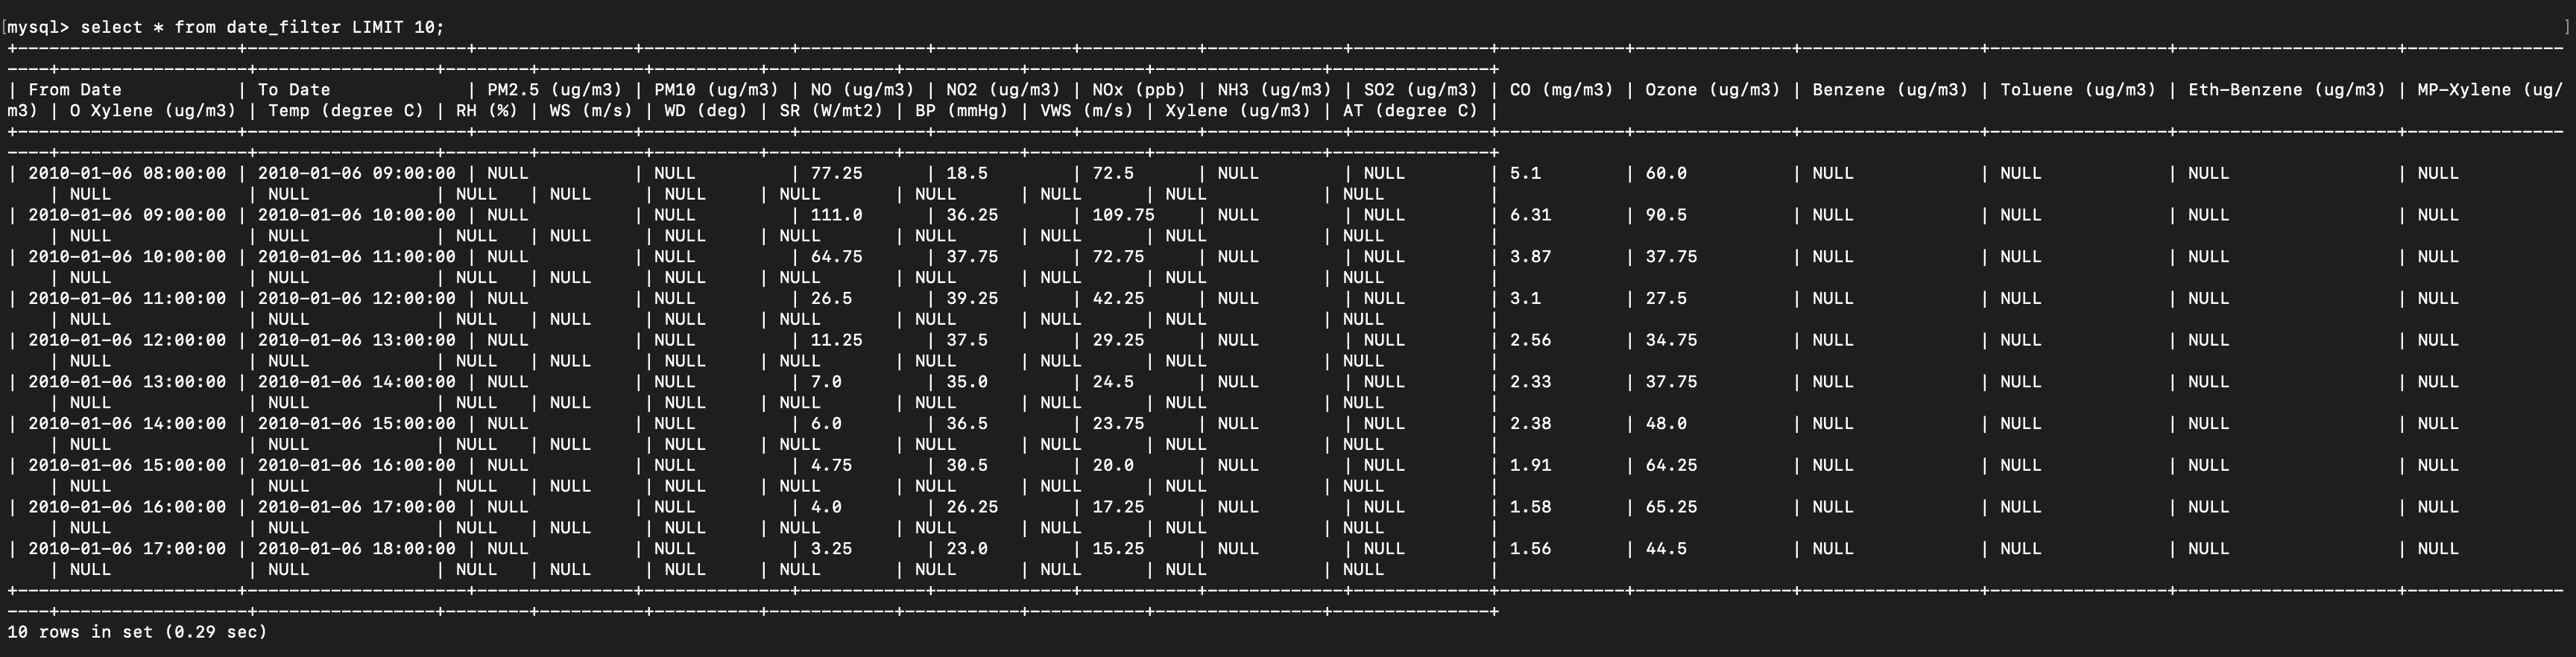 [mysql> select * from date_filter LIMIT 10; ]
+---------------------+---------------------+---------------+--------------+------------+-------------+-----------+-------------+-------------+------------+---------------+-----------------+-----------------+---------------------+---------------
----+------------------+-----------------+--------+----------+----------+------------+-----------+-----------+----------------+---------------+
| From Date | To Date | PM2.5 (ug/m3) | PM10 (ug/m3) | NO (ug/m3) | NO2 (ug/m3) | NOx (ppb) | NH3 (ug/m3) | SO2 (ug/m3) | CO (mg/m3) | Ozone (ug/m3) | Benzene (ug/m3) | Toluene (ug/m3) | Eth-Benzene (ug/m3) | MP-Xylene (ug/
m3) | O Xylene (ug/m3) | Temp (degree C) | RH (%) | WS (m/s) | WD (deg) | SR (W/mt2) | BP (mmHg) | VWS (m/s) | Xylene (ug/m3) | AT (degree C) |
+---------------------+---------------------+---------------+--------------+------------+-------------+-----------+-------------+-------------+------------+---------------+-----------------+-----------------+---------------------+---------------
----+------------------+-----------------+--------+----------+----------+------------+-----------+-----------+----------------+---------------+
| 2010-01-06 08:00:00 | 2010-01-06 09:00:00 | NULL | NULL | 77.25 | 18.5 | 72.5 | NULL | NULL | 5.1 | 60.0 | NULL | NULL | NULL | NULL
| NULL | NULL | NULL | NULL | NULL | NULL | NULL | NULL | NULL | NULL |
| 2010-01-06 09:00:00 | 2010-01-06 10:00:00 | NULL | NULL | 111.0 | 36.25 | 109.75 | NULL | NULL | 6.31 | 90.5 | NULL | NULL | NULL | NULL
| NULL | NULL | NULL | NULL | NULL | NULL | NULL | NULL | NULL | NULL |
| 2010-01-06 10:00:00 | 2010-01-06 11:00:00 | NULL | NULL | 64.75 | 37.75 | 72.75 | NULL | NULL | 3.87 | 37.75 | NULL | NULL | NULL | NULL
| NULL | NULL | NULL | NULL | NULL | NULL | NULL | NULL | NULL | NULL |
| 2010-01-06 11:00:00 | 2010-01-06 12:00:00 | NULL | NULL | 26.5 | 39.25 | 42.25 | NULL | NULL | 3.1 | 27.5 | NULL | NULL | NULL | NULL
| NULL | NULL | NULL | NULL | NULL | NULL | NULL | NULL | NULL | NULL |
| 2010-01-06 12:00:00 | 2010-01-06 13:00:00 | NULL | NULL | 11.25 | 37.5 | 29.25 | NULL | NULL | 2.56 | 34.75 | NULL | NULL | NULL | NULL
| NULL | NULL | NULL | NULL | NULL | NULL | NULL | NULL | NULL | NULL |
| 2010-01-06 13:00:00 | 2010-01-06 14:00:00 | NULL | NULL | 7.0 | 35.0 | 24.5 | NULL | NULL | 2.33 | 37.75 | NULL | NULL | NULL | NULL
| NULL | NULL | NULL | NULL | NULL | NULL | NULL | NULL | NULL | NULL |
| 2010-01-06 14:00:00 | 2010-01-06 15:00:00 | NULL | NULL | 6.0 | 36.5 | 23.75 | NULL | NULL | 2.38 | 48.0 | NULL | NULL | NULL | NULL
| NULL | NULL | NULL | NULL | NULL | NULL | NULL | NULL | NULL | NULL |
| 2010-01-06 15:00:00 | 2010-01-06 16:00:00 | NULL | NULL | 4.75 | 30.5 | 20.0 | NULL | NULL | 1.91 | 64.25 | NULL | NULL | NULL | NULL
| NULL | NULL | NULL | NULL | NULL | NULL | NULL | NULL | NULL | NULL |
| 2010-01-06 16:00:00 | 2010-01-06 17:00:00 | NULL | NULL | 4.0 | 26.25 | 17.25 | NULL | NULL | 1.58 | 65.25 | NULL | NULL | NULL | NULL
| NULL | NULL | NULL | NULL | NULL | NULL | NULL | NULL | NULL | NULL |
| 2010-01-06 17:00:00 | 2010-01-06 18:00:00 | NULL | NULL | 3.25 | 23.0 | 15.25 | NULL | NULL | 1.56 | 44.5 | NULL | NULL | NULL | NULL
| NULL | NULL | NULL | NULL | NULL | NULL | NULL | NULL | NULL | NULL |
+---------------------+---------------------+---------------+--------------+------------+-------------+-----------+-------------+-------------+------------+---------------+-----------------+-----------------+---------------------+---------------
----+------------------+-----------------+--------+----------+----------+------------+-----------+-----------+----------------+---------------+
10 rows in set (0.29 sec)